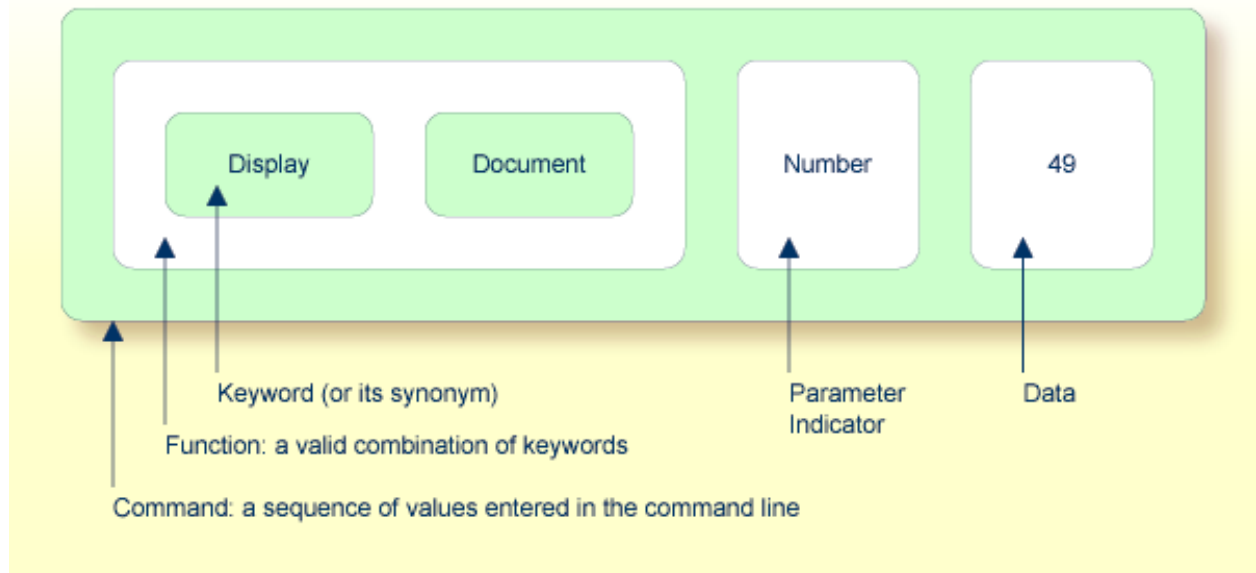 Display
Document
Number
49
Keyword (or its synonym)
Parameter
Indicator
Data
Function: a valid combination of keywords
Command: a sequence of values entered in the command line